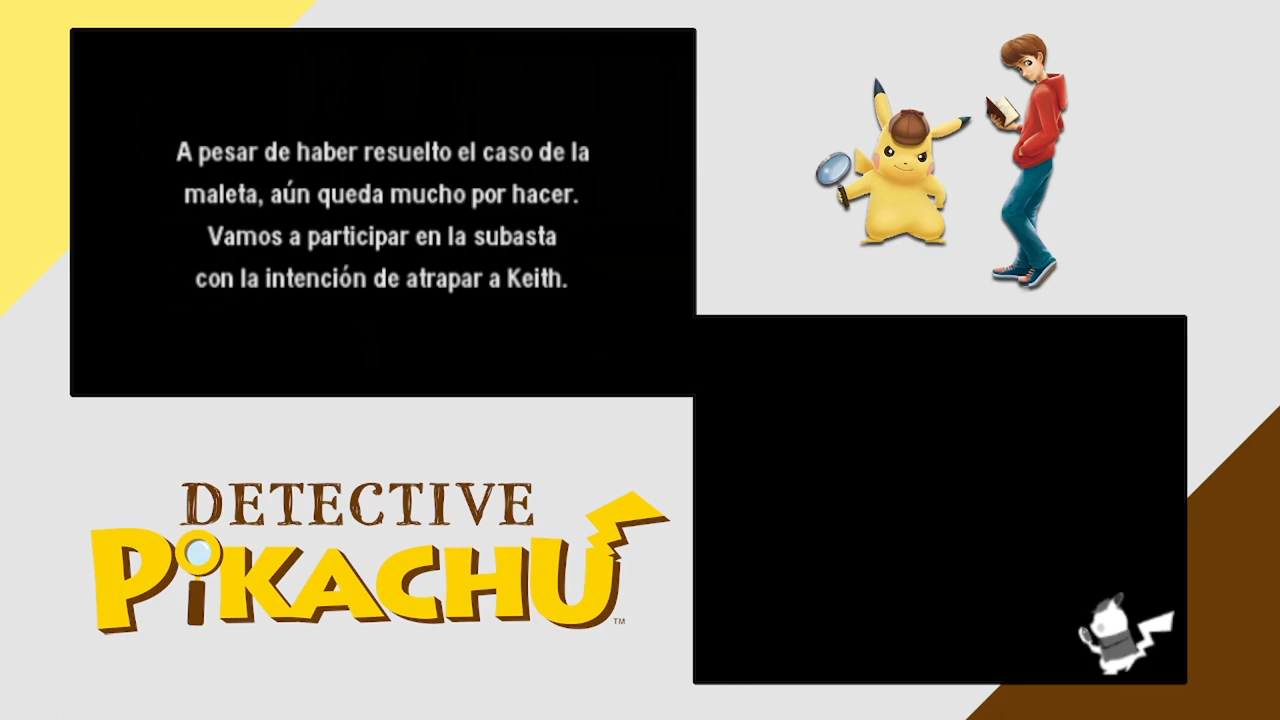 A pesar de haber resuelto el caso de la
maleta, aún queda mucho por hacer.
Vamos a participar en la subasta
con la intención de atrapar a Keith.
DETECTIVE
PiKACHU
TM